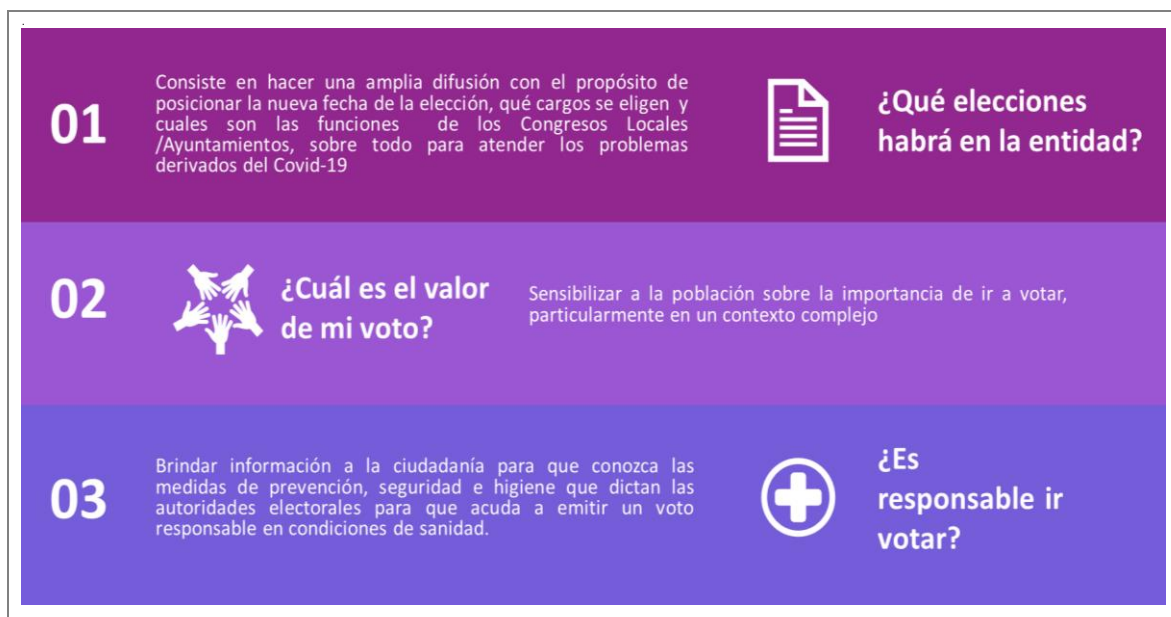 01
Consiste en hacer una amplia difusión con el propósito de
posicionar la nueva fecha de la elección, qué cargos se eligen y
cuales son las funciones de los Congresos Locales
/Ayuntamientos, sobre todo para atender los problemas
derivados del Covid-19
¿Qué elecciones
habrá en la entidad?
02
¿Cuál es el valor
de mi voto?
Sensibilizar a la población sobre la importancia de ir a votar,
particularmente en un contexto complejo
03
Brindar información a la ciudadanía para que conozca las
medidas de prevención, seguridad e higiene que dictan las
autoridades electorales para que acuda a emitir un voto
responsable en condiciones de sanidad.
¿Es
responsable ir
votar?